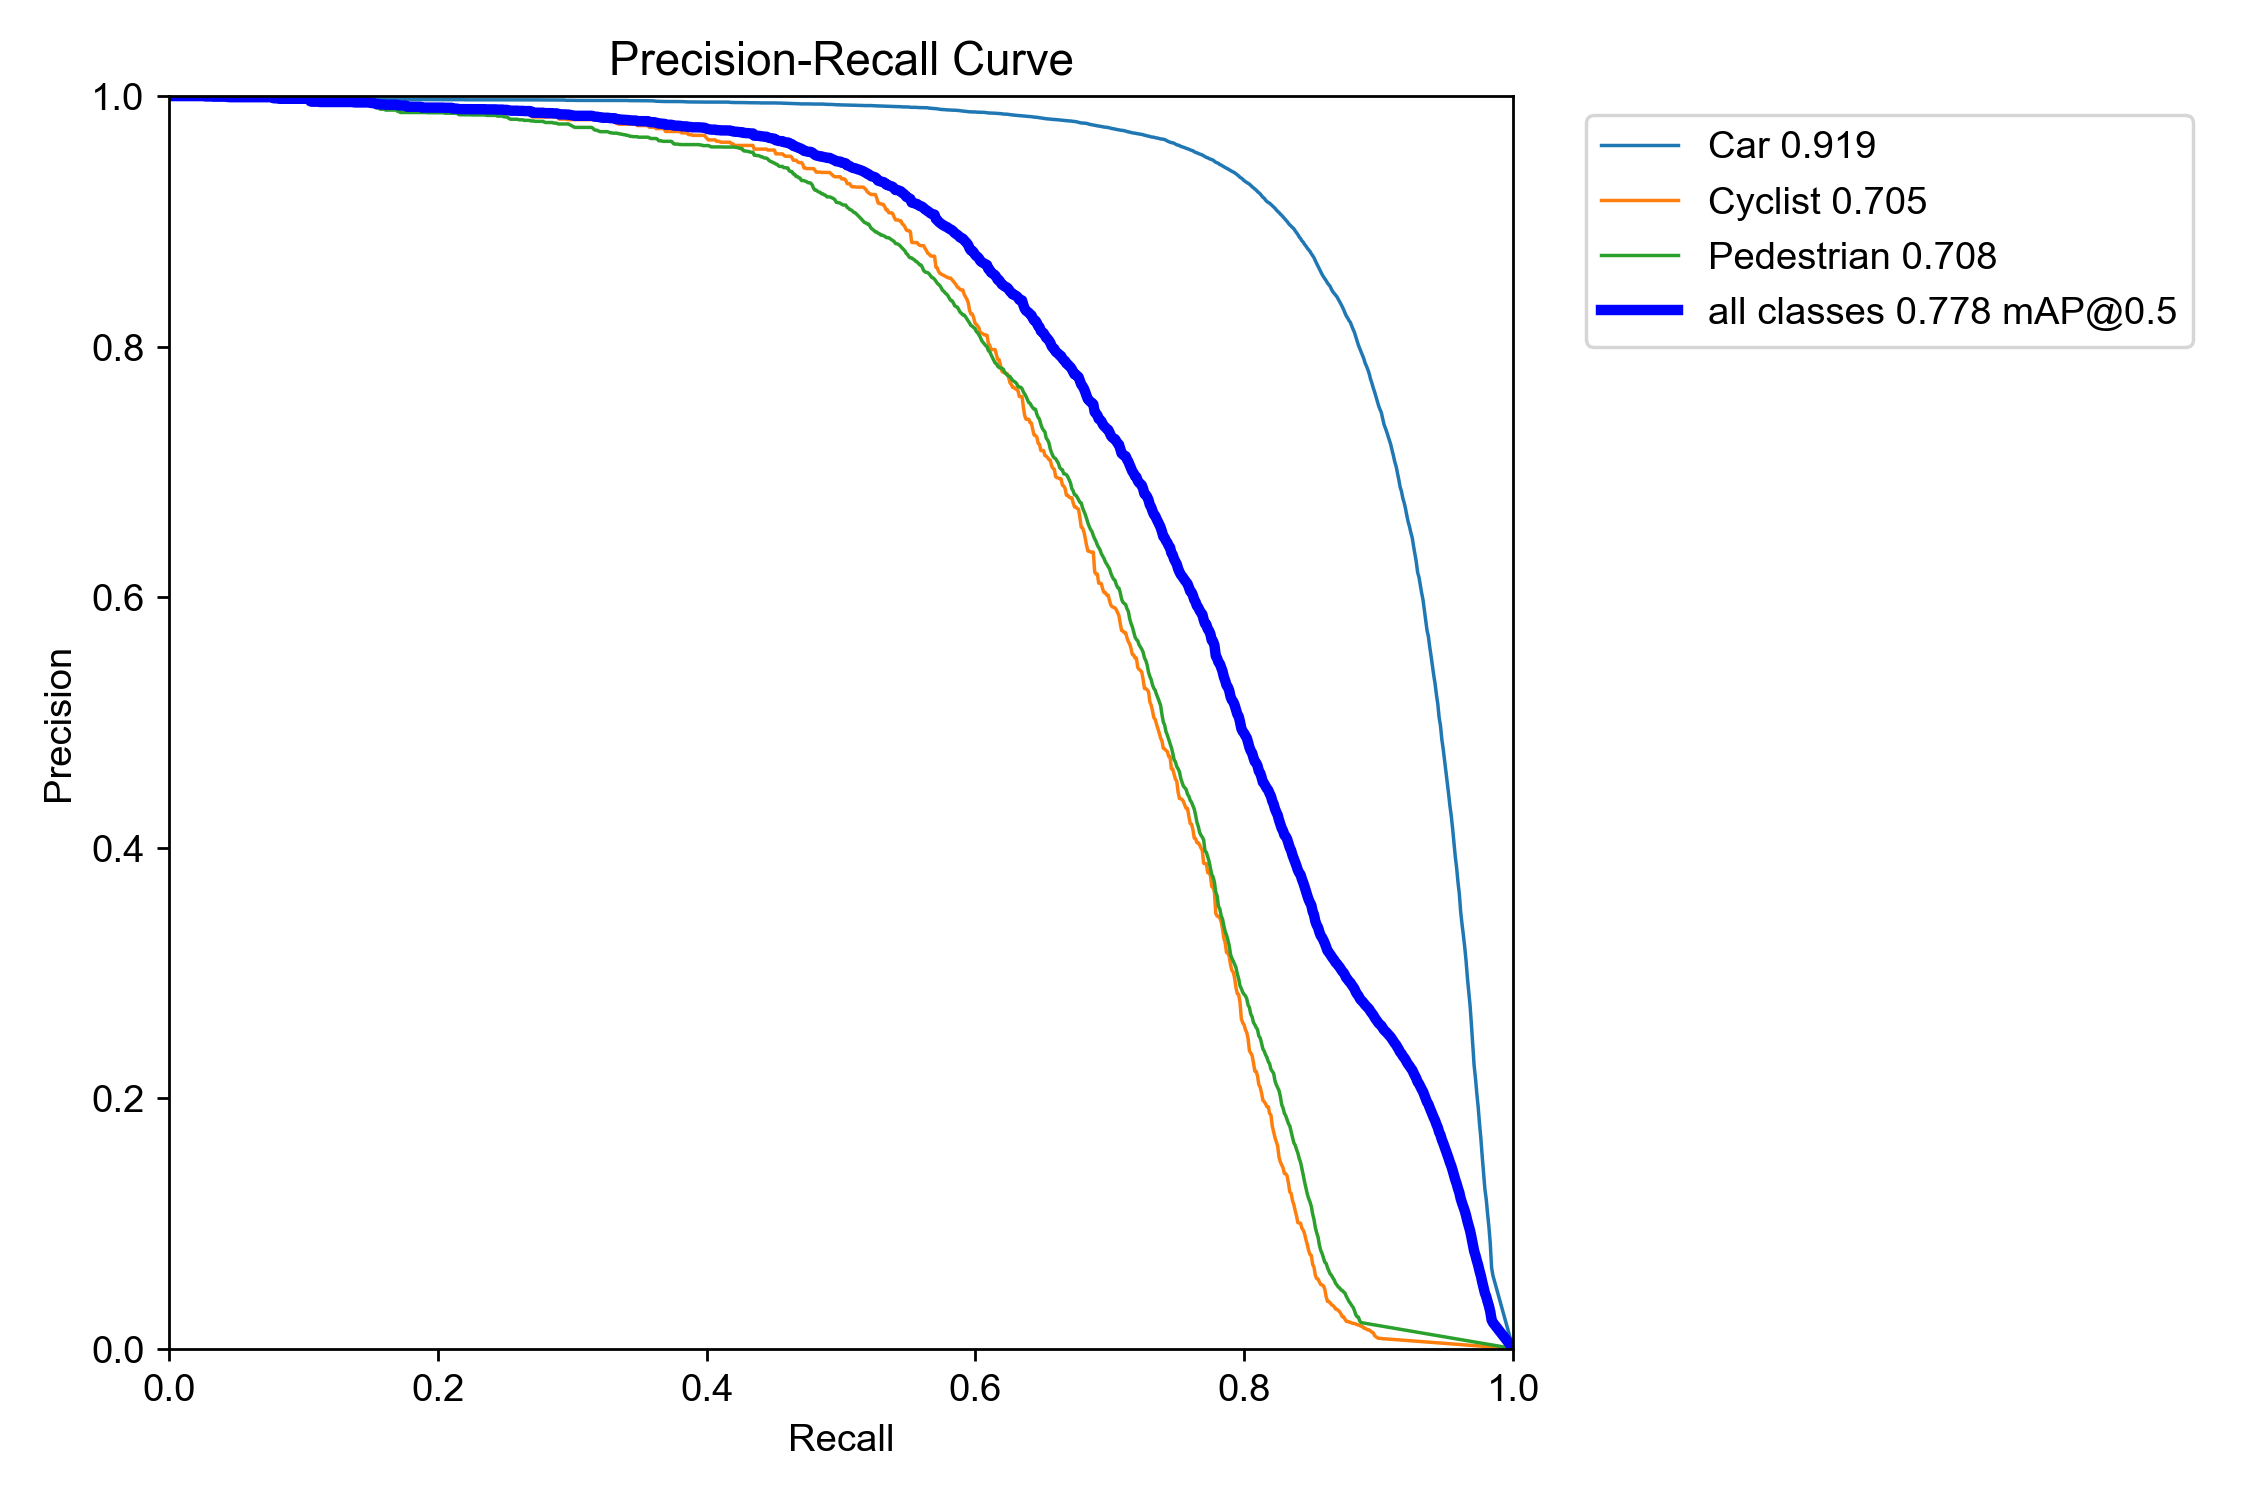 Precision-Recall Curve
1.0
0.8
0.6
0.4
0.2
0.0
Precision
0.0 0.2 0.4 0.6 0.8 1.0
Recall
Car 0.919
Cyclist 0.705
Pedestrian 0.708
all classes 0.778 mAP@0.5